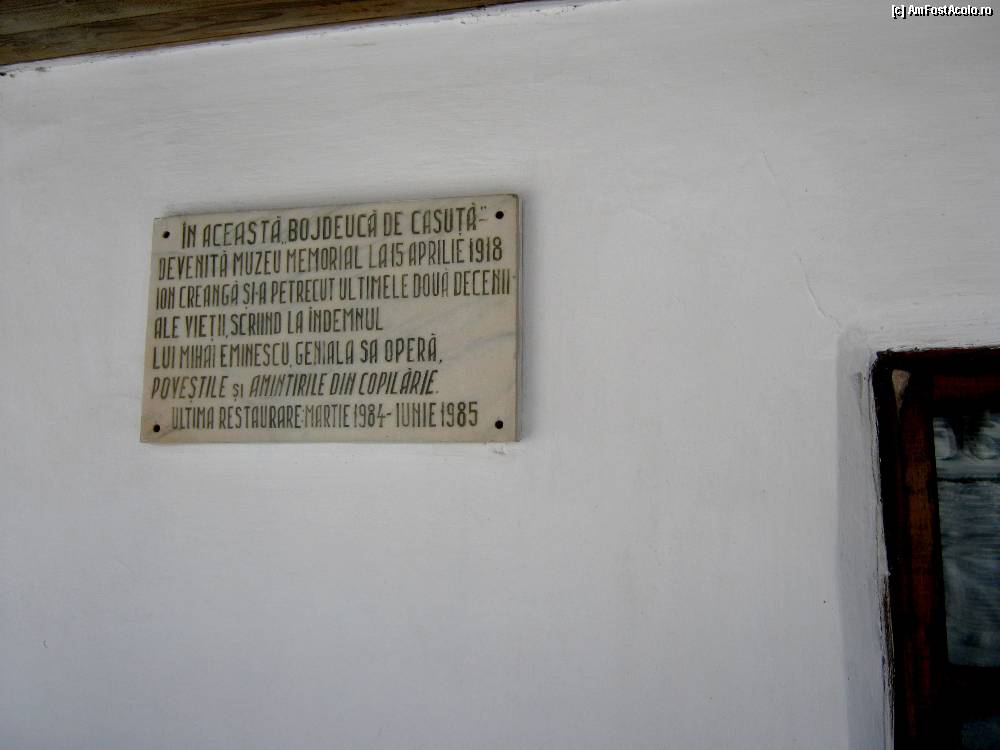 [c] AmFostAcolo.ro
ÎN ACEASTĂ „BOJDEUCĂ DE CASUȚĂ”
DEVENITĂ MUZEU MEMORIAL LA 15 APRILIE 1918
ION CREANGĂ ȘI-A PETRECUT ULTIMELE DOUĂ DECENII
ALE VIEȚII, SCRIIND LA ÎNDEMNUL
LUI MIHAI EMINESCU, GENIALA SA OPERĂ,
POVEȘTILE ȘI AMINTIRILE DIN COPILĂRIE.
ULTIMA RESTAURARE: MARTIE 1984 - IUNIE 1985